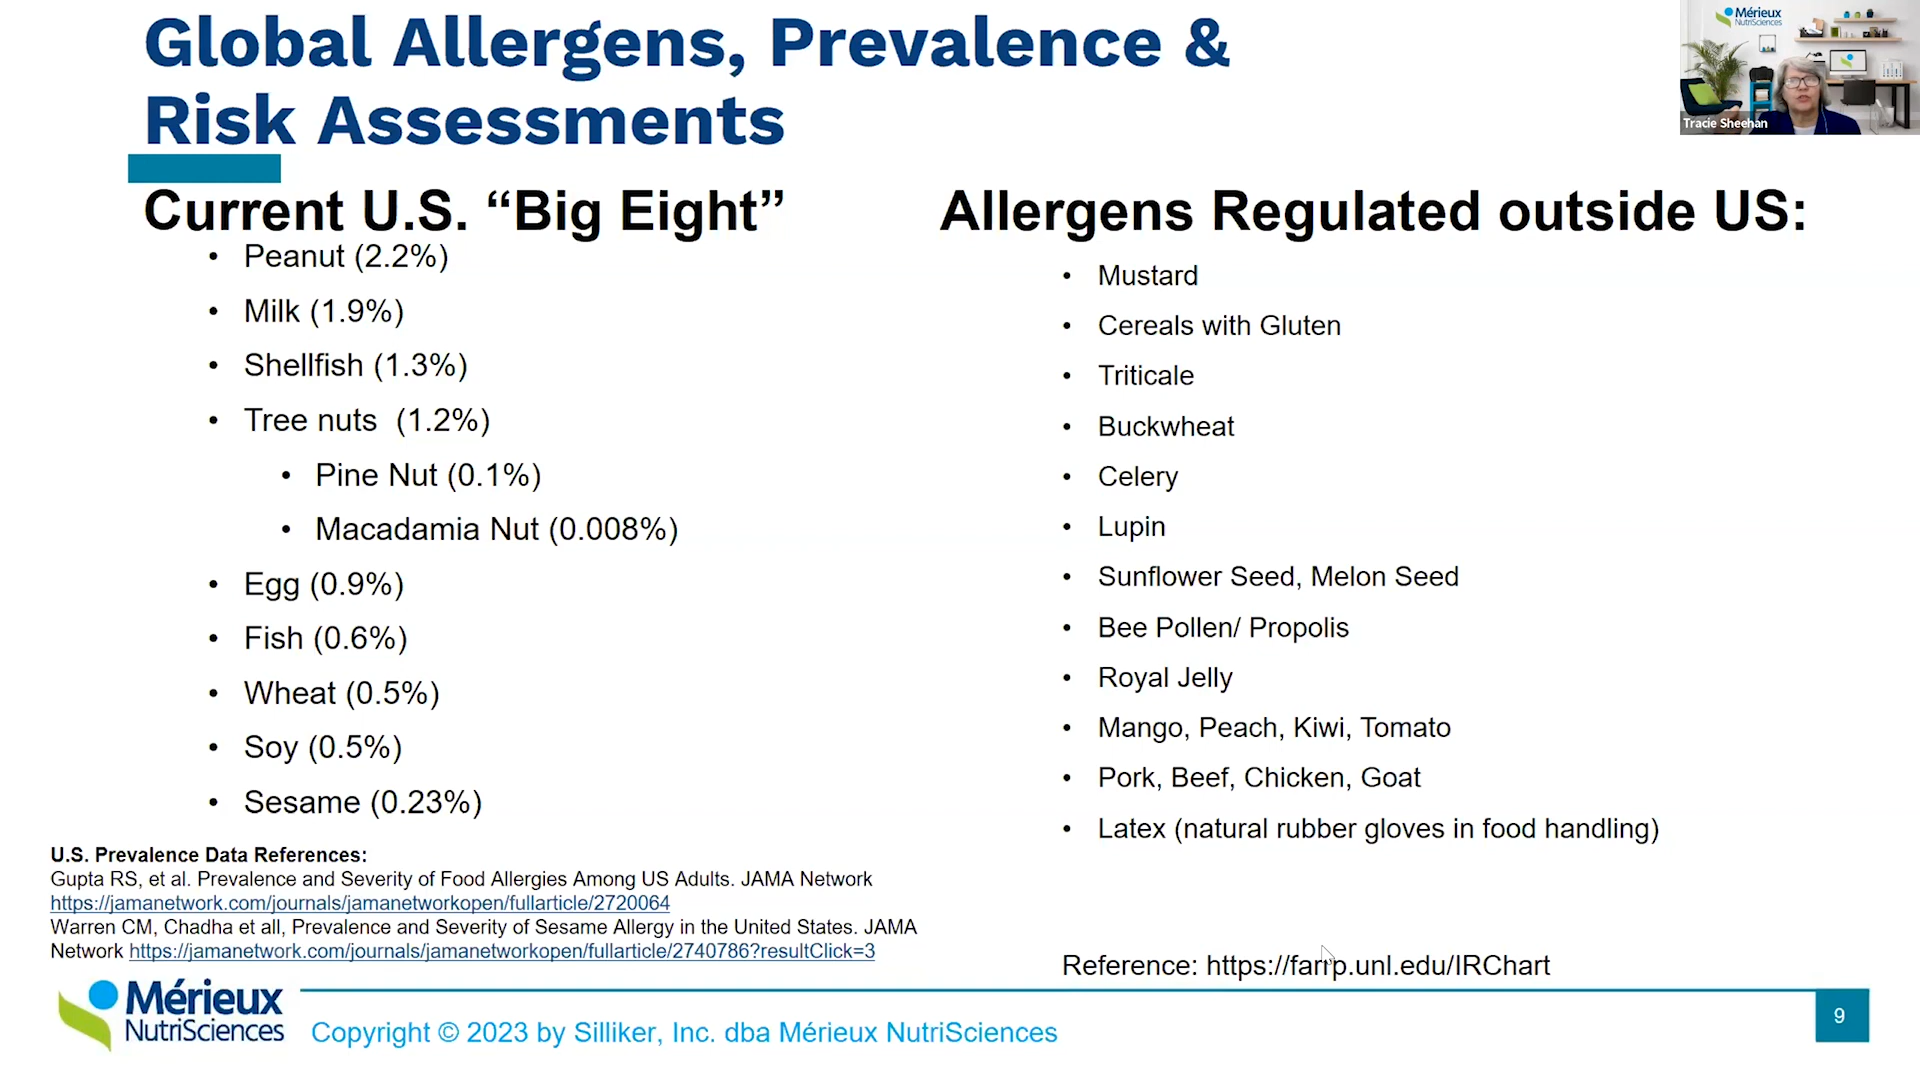 Global Allergens, Prevalence &
Risk Assessments
Mérieux
NutriSciences
Tracie Sheehan
Current U.S. “Big Eight”
• Peanut (2.2%)
• Milk (1.9%)
• Shellfish (1.3%)
• Tree nuts (1.2%)
• Pine Nut (0.1%)
• Macadamia Nut (0.008%)
• Egg (0.9%)
• Fish (0.6%)
• Wheat (0.5%)
• Soy (0.5%)
• Sesame (0.23%)
U.S. Prevalence Data References:
Gupta RS, et al. Prevalence and Severity of Food Allergies Among US Adults. JAMA Network
https://jamanetwork.com/journals/jamanetworkopen/fullarticle/2720064
Warren CM, Chadha et all, Prevalence and Severity of Sesame Allergy in the United States. JAMA
Network https://jamanetwork.com/journals/jamanetworkopen/fullarticle/2740786?resultClick=3
Allergens Regulated outside US:
• Mustard
• Cereals with Gluten
• Triticale
• Buckwheat
• Celery
• Lupin
• Sunflower Seed, Melon Seed
• Bee Pollen/ Propolis
• Royal Jelly
• Mango, Peach, Kiwi, Tomato
• Pork, Beef, Chicken, Goat
• Latex (natural rubber gloves in food handling)
Reference: https://farrp.unl.edu/IRChart
Mérieux
NutriSciences
Copyright © 2023 by Silliker, Inc. dba Mérieux NutriSciences
9